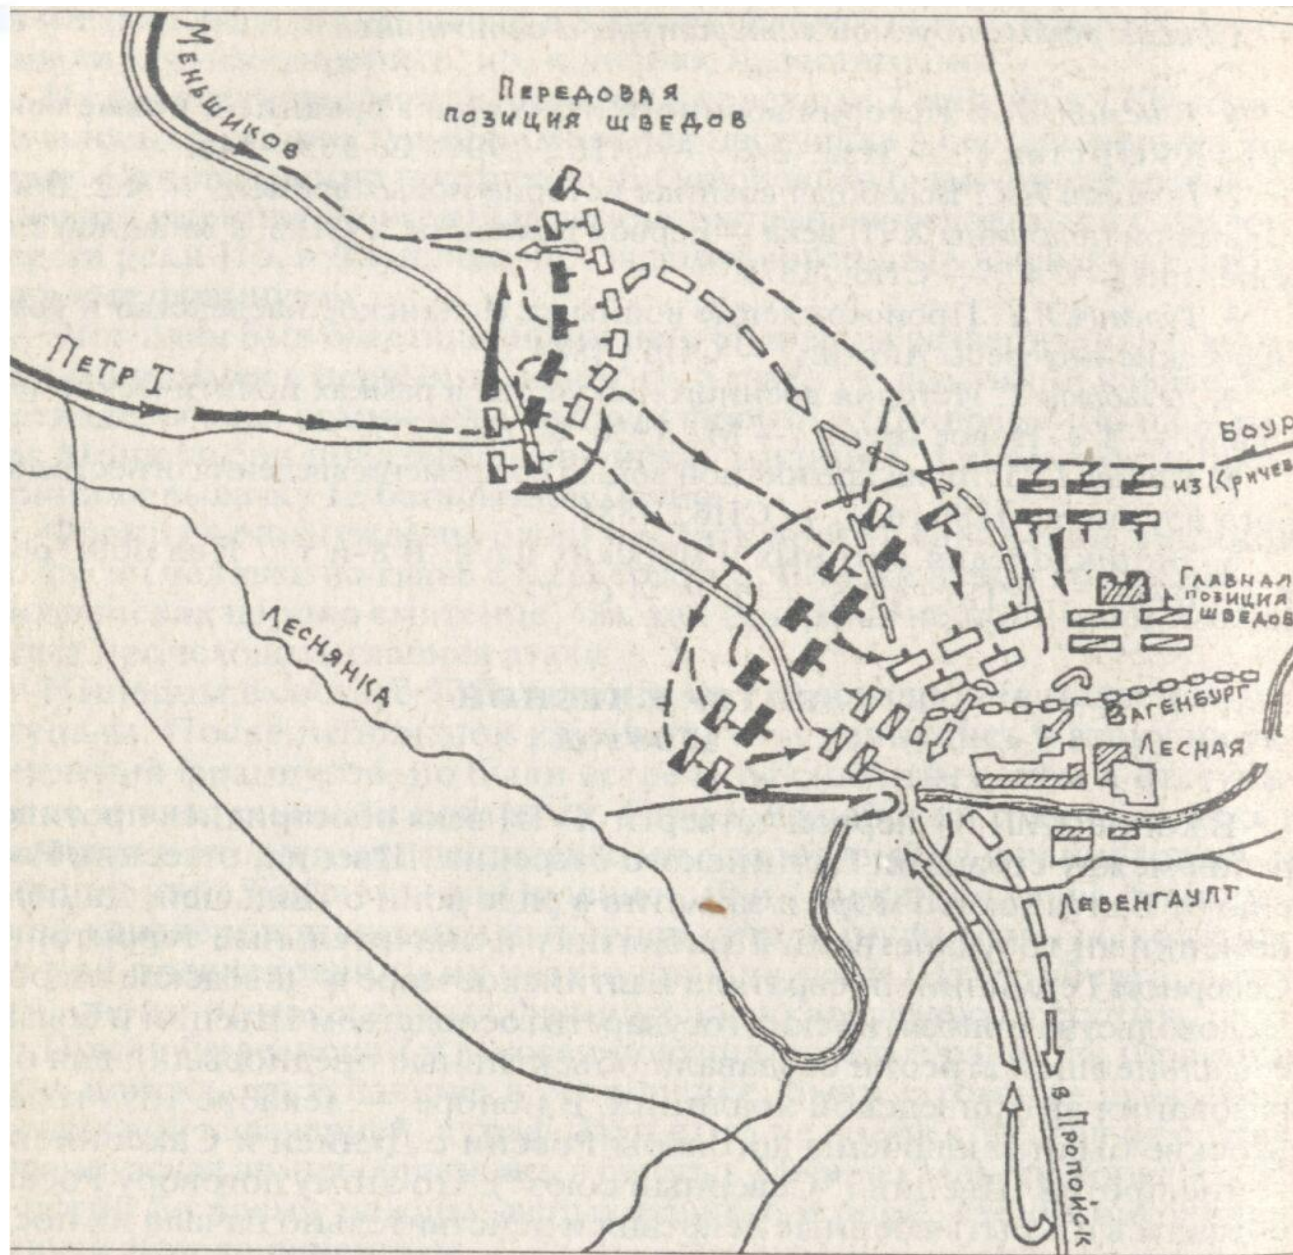 Меньшиков
Передовая
позиция шведов
Петр I
Боур
из Кричев
Главная
позиция
шведов
Леснянка
Вагенбург
Лесная
Левенгаупт
в Пропойск